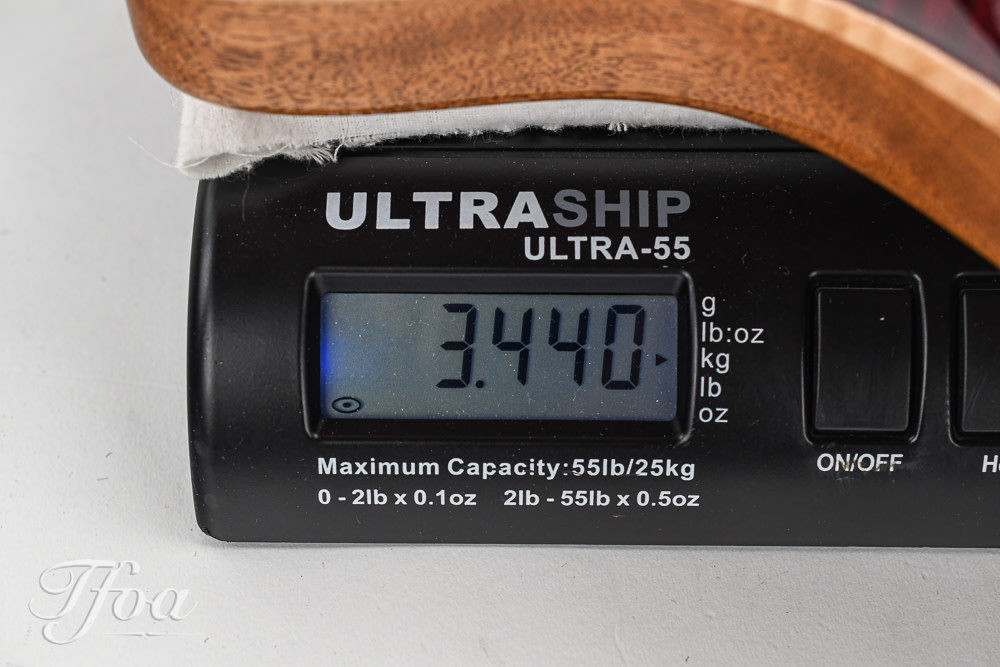 ULTRASHIP
ULTRA-55
3.440
g
lb:oz
kg
lb
oz
Maximum Capacity:55lb/25kg
0 - 2lb x 0.1oz 2lb - 55lb x 0.5oz
ON/OFF
Tfoa